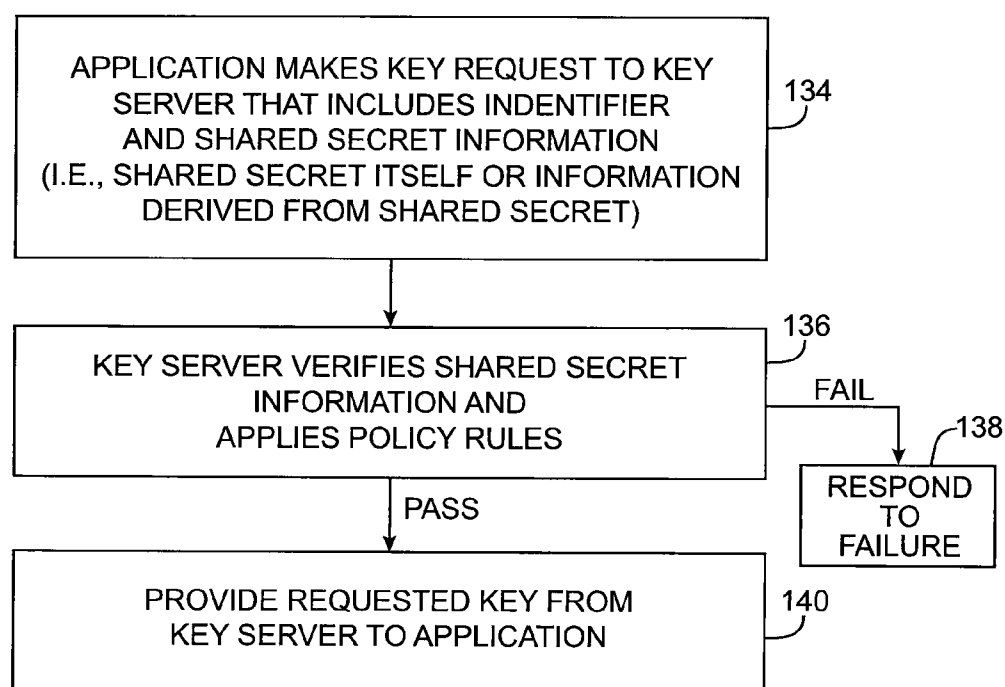 APPLICATION MAKES KEY REQUEST TO KEY
SERVER THAT INCLUDES INDENTIFIER
AND SHARED SECRET INFORMATION
(I.E., SHARED SECRET ITSELF OR INFORMATION
DERIVED FROM SHARED SECRET)
134
KEY SERVER VERIFIES SHARED SECRET
INFORMATION AND
APPLIES POLICY RULES
136
FAIL
138
RESPOND
TO
FAILURE
PASS
PROVIDE REQUESTED KEY FROM
KEY SERVER TO APPLICATION
140